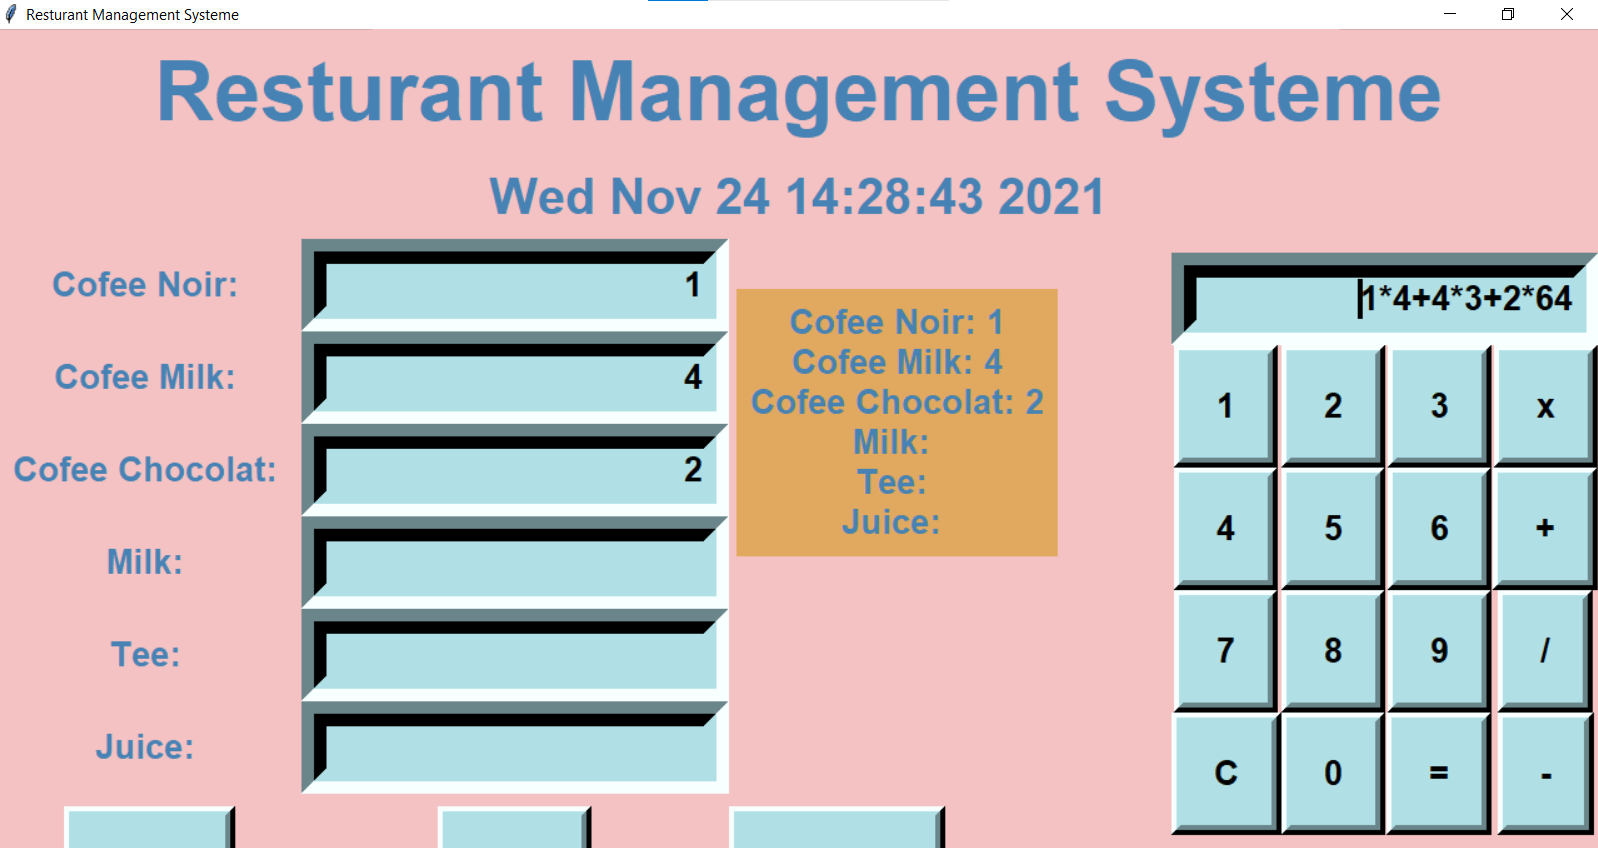 Resturant Management Systeme
Resturant Management Systeme
Wed Nov 24 14:28:43 2021
Cofee Noir: 1
Cofee Milk: 4
Cofee Chocolat: 2
Milk:
Tee:
Juice:
Cofee Noir: 1
Cofee Milk: 4
Cofee Chocolat: 2
Milk:
Tee:
Juice:
1*4+4*3+2*64
1 2 3 x
4 5 6 +
7 8 9 /
C 0 = -